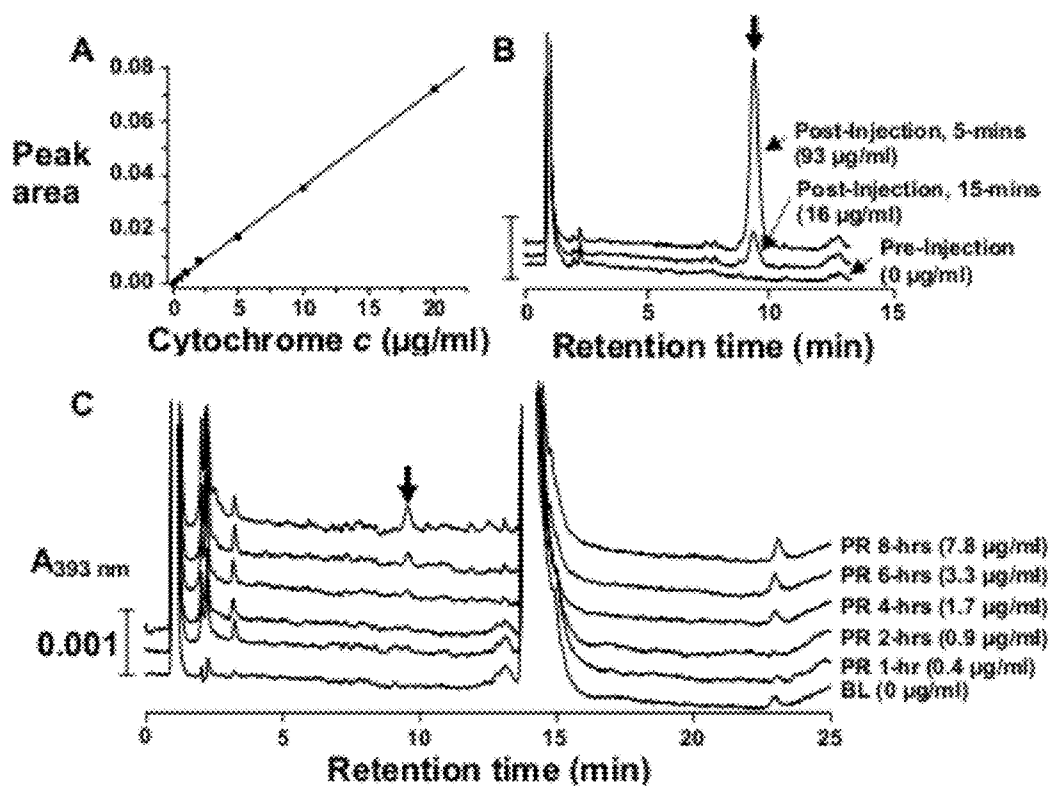 A
0.08
0.06
0.04
0.02
0.00
Peak
area
0 5 10 15 20
Cytochrome c (µg/ml)
B
Post-Injection, 5-mins
(93 µg/ml)
Post-Injection, 15-mins
(16 µg/ml)
Pre-Injection
(0 µg/ml)
0 5 10 15
Retention time (min)
C
A393 nm
0.001
PR 8-hrs (7.8 µg/ml)
PR 6-hrs (3.3 µg/ml)
PR 4-hrs (1.7 µg/ml)
PR 2-hrs (0.9 µg/ml)
PR 1-hr (0.4 µg/ml)
BL (0 µg/ml)
0 5 10 15 20 25
Retention time (min)